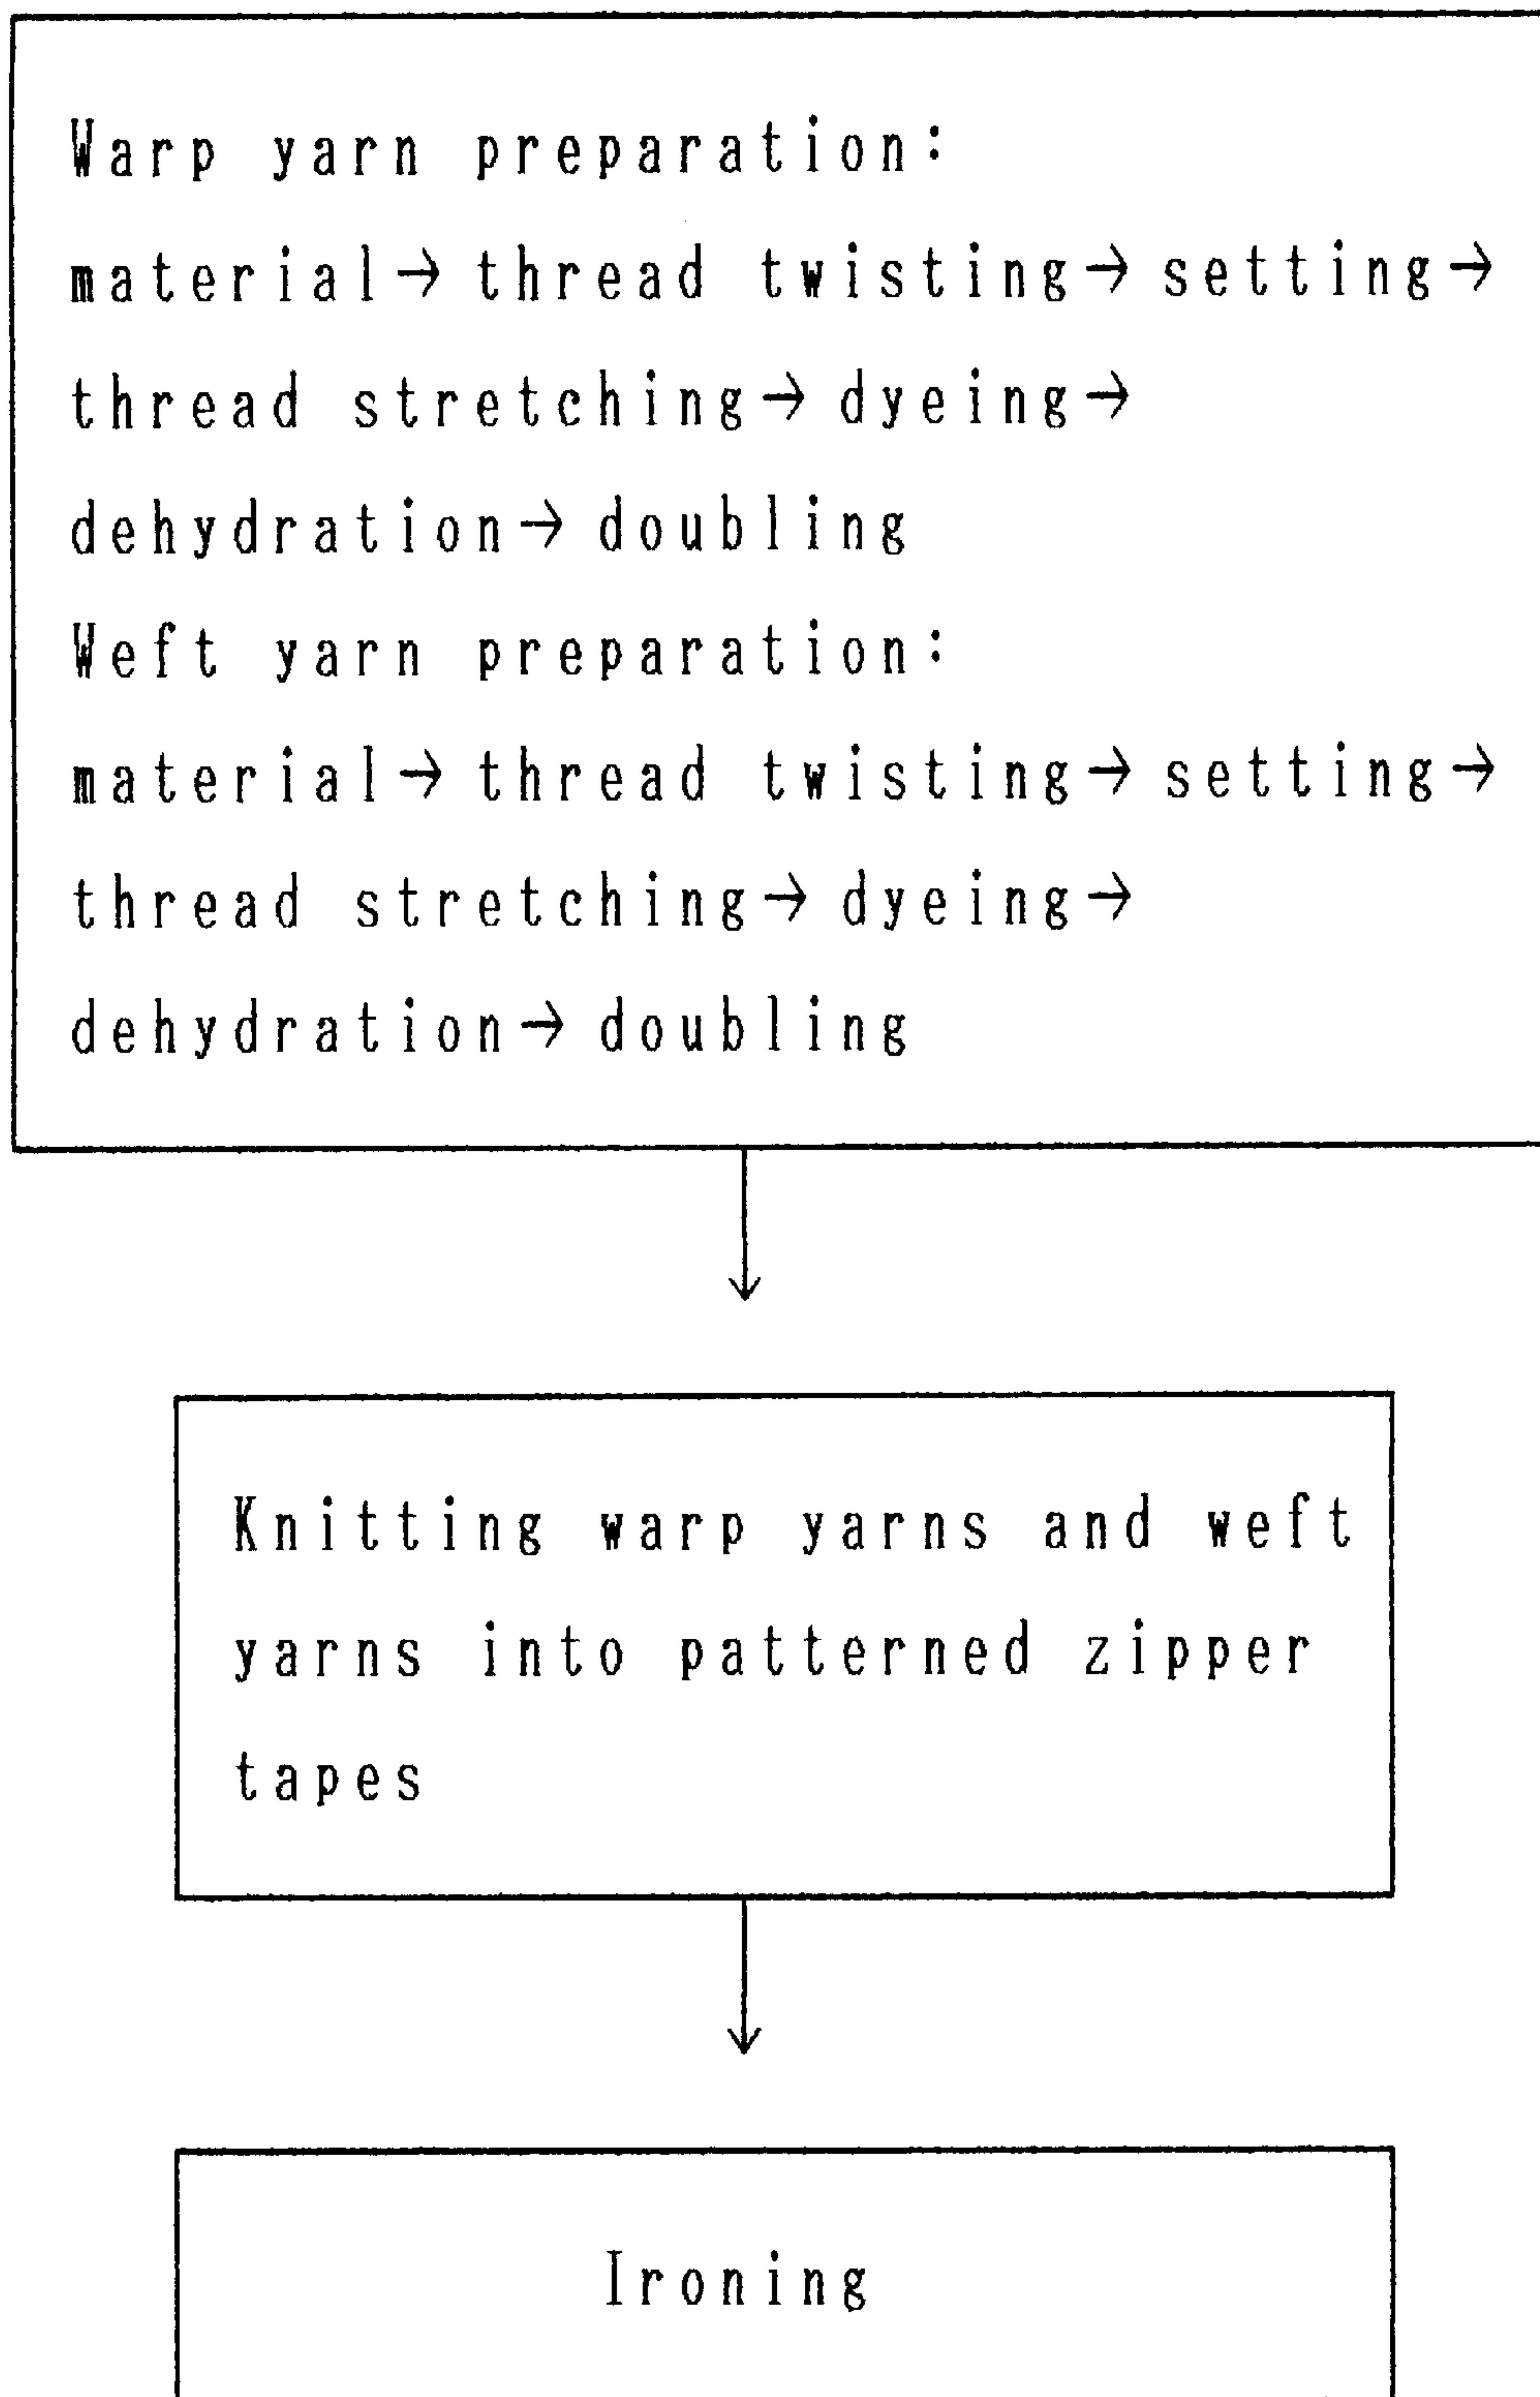 Warp yarn preparation:
material→ thread twisting→ setting→
thread stretching→ dyeing→
dehydration→ doubling
Weft yarn preparation:
material→ thread twisting→ setting→
thread stretching→ dyeing→
dehydration→ doubling
Knitting warp yarns and weft
yarns into patterned zipper
tapes
Ironing